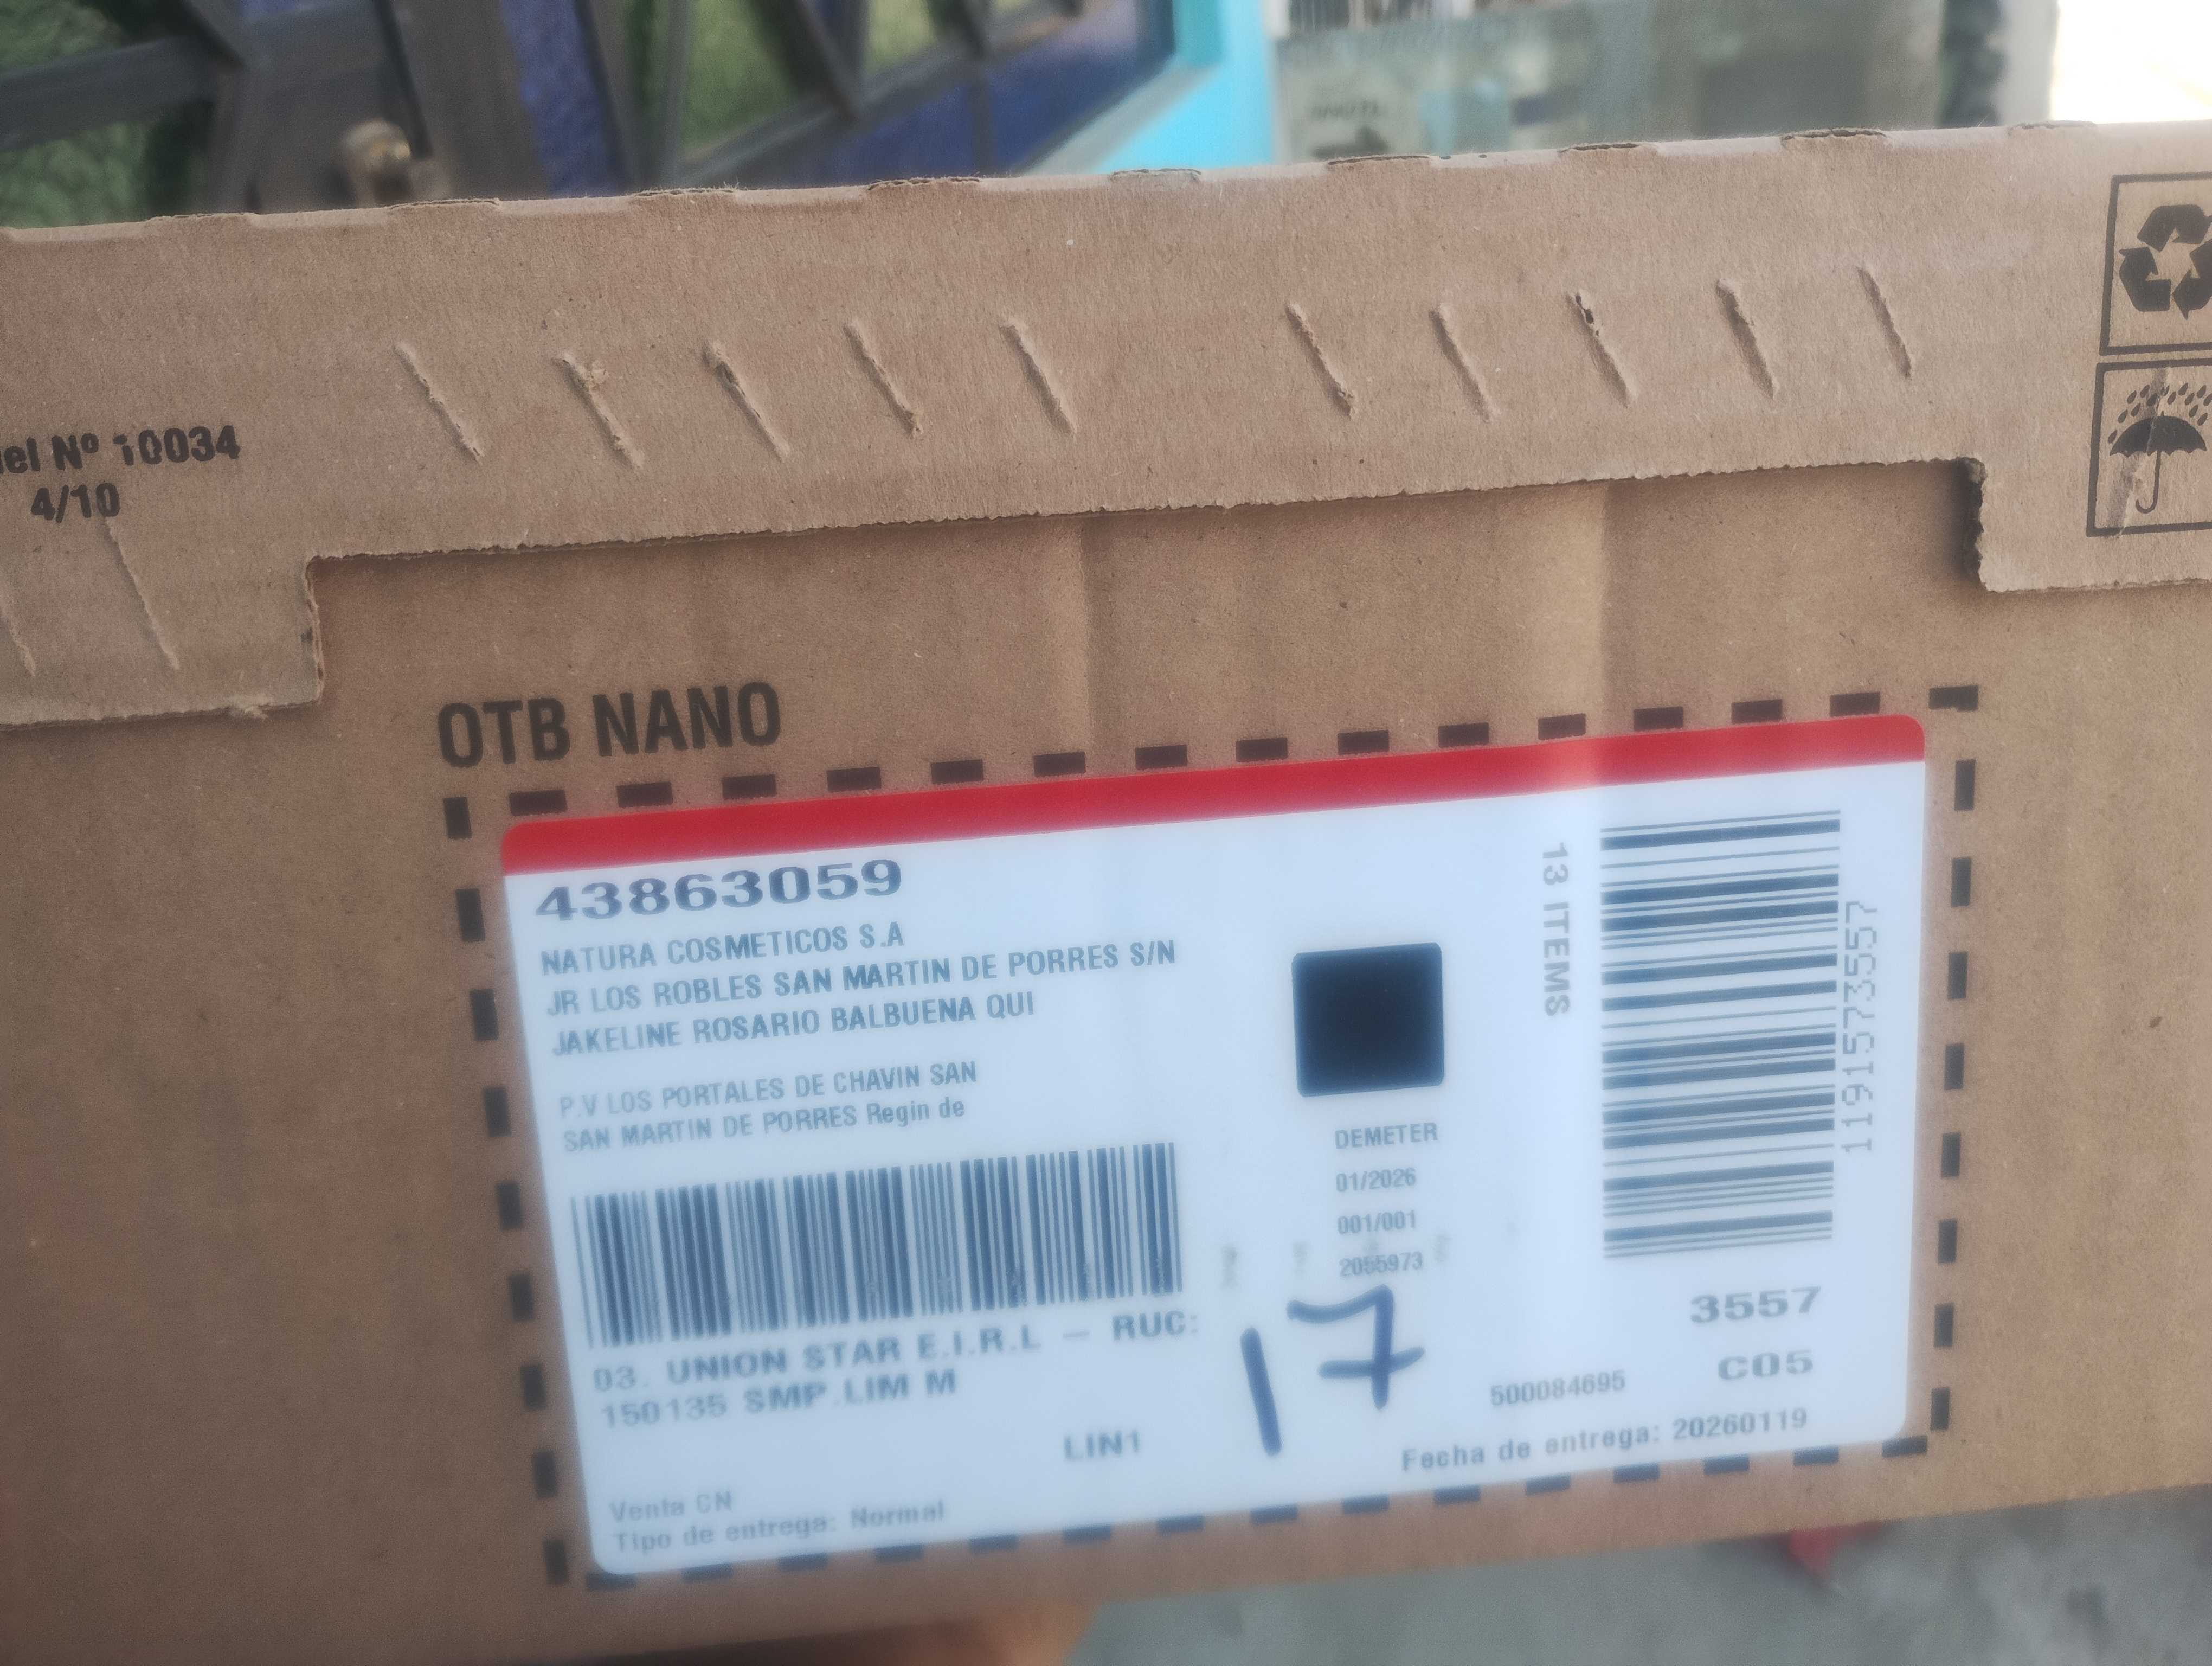 Nº 10034
4/10
OTB NANO
43863059
NATURA COSMETICOS S.A
JR LOS ROBLES SAN MARTIN DE PORRES S/N
JAKELINE ROSARIO BALBUENA QUI
P.V LOS PORTALES DE CHAVIN SAN
SAN MARTIN DE PORRES Regin de
03. UNION STAR E.I.R.L — RUC:
150135 SMP LIM M
LIN1
Venta CN
Tipo de entrega: Normal
DEMETER
01/2026
001/001
2055973
17
13 ITEMS
1191573557
3557
C05
500084695
Fecha de entrega: 20260119